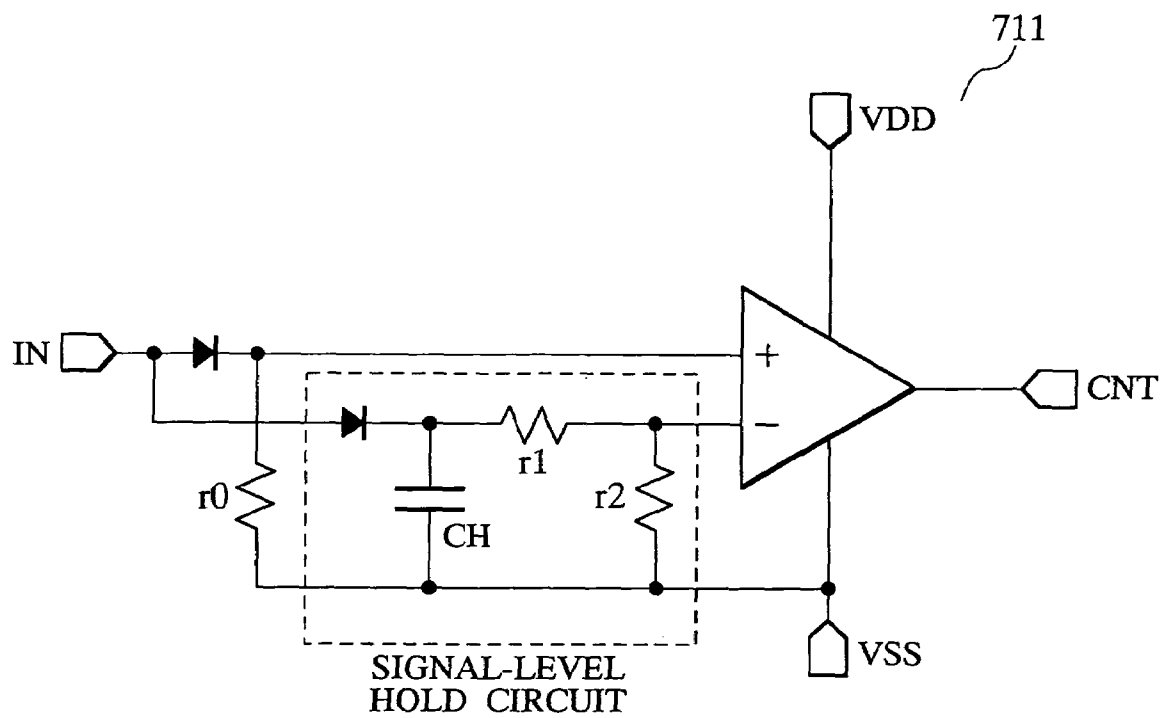 711
VDD
IN
+
CNT
−
r1
r0
r2
CH
VSS
SIGNAL-LEVEL
HOLD CIRCUIT